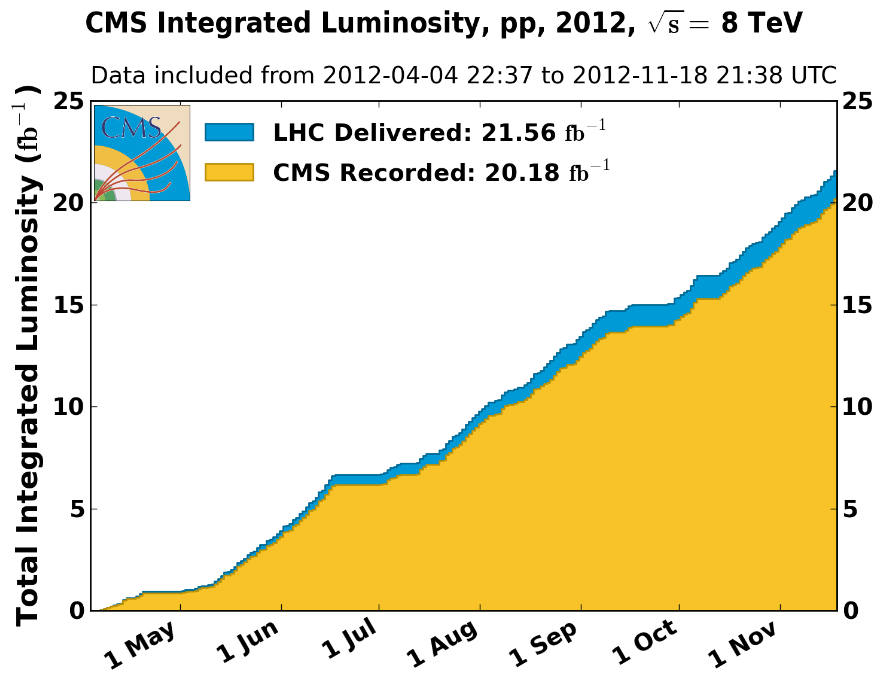 CMS Integrated Luminosity, pp, 2012, √s = 8 TeV
Data included from 2012-04-04 22:37 to 2012-11-18 21:38 UTC
Total Integrated Luminosity (fb⁻¹)
CMS
LHC Delivered: 21.56 fb⁻¹
CMS Recorded: 20.18 fb⁻¹
25 25
20 20
15 15
10 10
5 5
0 0
1 May 1 Jun 1 Jul 1 Aug 1 Sep 1 Oct 1 Nov